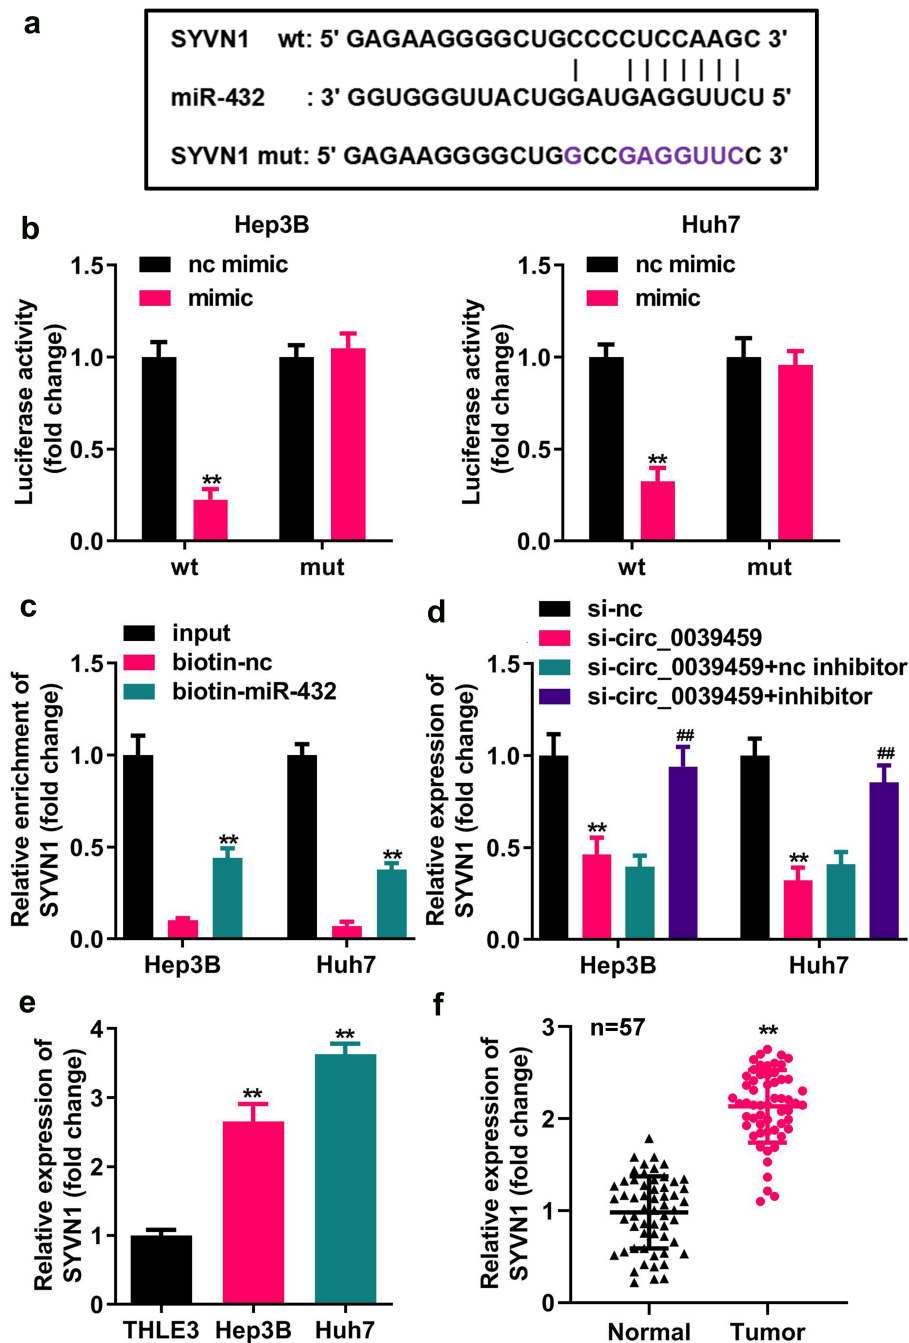 a
SYVN1 wt: 5' GAGAAGGGGCUGCCCCUCCAAGC 3'
miR-432 : 3' GGUGGGUUACUGGAUGAGGUUCU 5'
SYVN1 mut: 5' GAGAAGGGGCUGGCCGAGGUUCC 3'
b
Hep3B
nc mimic
mimic
Luciferase activity
(fold change)
1.5
1.0
0.5
0.0
**
wt
mut
Huh7
nc mimic
mimic
Luciferase activity
(fold change)
1.5
1.0
0.5
0.0
**
wt
mut
c
input
biotin-nc
biotin-miR-432
Relative enrichment of
SYVN1 (fold change)
1.5
1.0
0.5
0.0
**
**
Hep3B
Huh7
d
si-nc
si-circ_0039459
si-circ_0039459+nc inhibitor
si-circ_0039459+inhibitor
Relative expression of
SYVN1 (fold change)
1.5
1.0
0.5
0.0
**
##
**
##
Hep3B
Huh7
e
Relative expression of
SYVN1 (fold change)
4
3
2
1
0
**
**
THLE3
Hep3B
Huh7
f
Relative expression of
SYVN1 (fold change)
3
2
1
0
n=57
**
Normal
Tumor